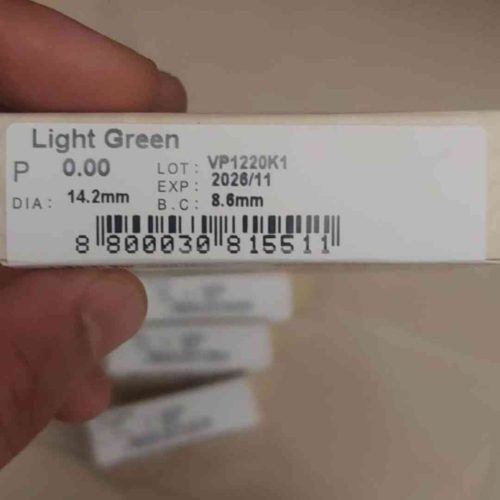 Light Green
P 0.00 LOT: VP1220K1
EXP: 2026/11
DIA: 14.2mm B.C: 8.6mm
8 800030 815511